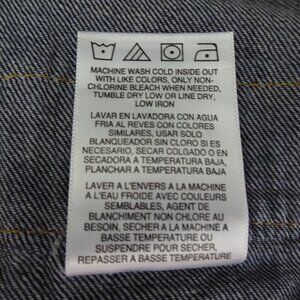 MACHINE WASH COLD INSIDE OUT
WITH LIKE COLORS, ONLY NON-
CHLORINE BLEACH WHEN NEEDED,
TUMBLE DRY LOW OR LINE DRY,
LOW IRON
LAVAR EN LAVADORA CON AGUA
FRIA AL REVES CON COLORES
SIMILARES, USAR SOLO
BLANQUEADOR SIN CLORO SI ES
NECESARIO, SECAR COLGADO O EN
SECADORA A TEMPERATURA BAJA,
PLANCHAR A TEMPERATURA BAJA
LAVER A L'ENVERS A LA MACHINE
A L'EAU FROIDE AVEC COULEURS
SEMBLABLES, AGENT DE
BLANCHIMENT NON CHLORE AU
BESOIN, SECHER A LA MACHINE A
BASSE TEMPERATURE OU
SUSPENDRE POUR SECHER,
REPASSER A BASSE TEMPERATURE